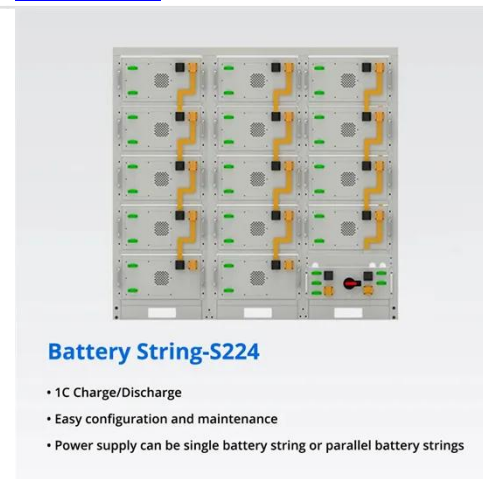 Battery String-S224
• 1C Charge/Discharge
• Easy configuration and maintenance
• Power supply can be single battery string or parallel battery strings